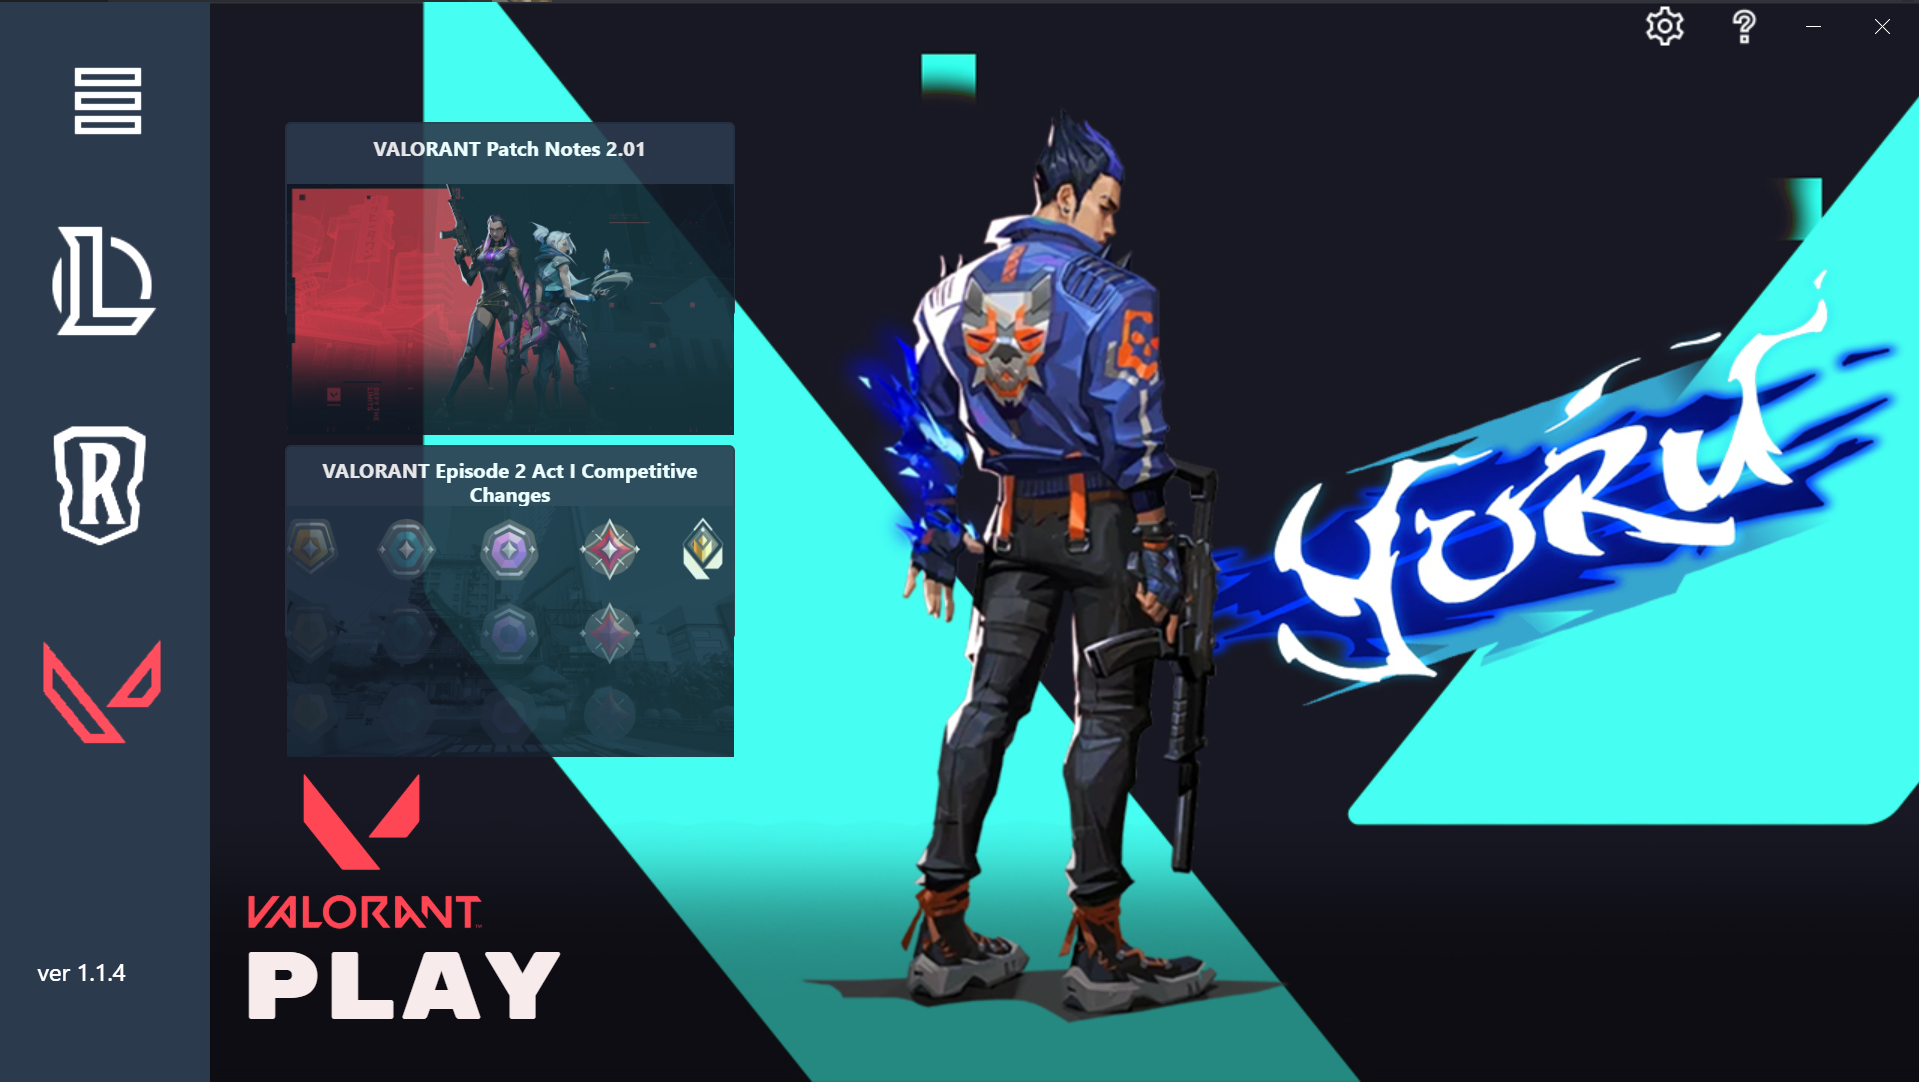 VALORANT Patch Notes 2.01
VALORANT Episode 2 Act I Competitive
Changes
YORU
VALORANT
PLAY
ver 1.1.4